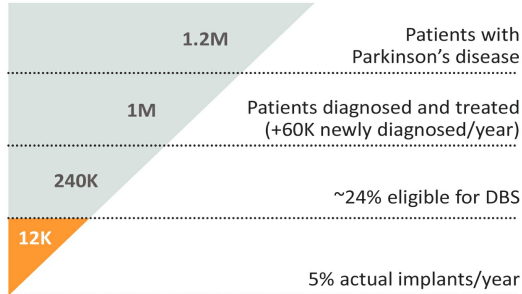 1.2M
Patients with
Parkinson’s disease
1M
Patients diagnosed and treated
(+60K newly diagnosed/year)
240K
~24% eligible for DBS
12K
5% actual implants/year